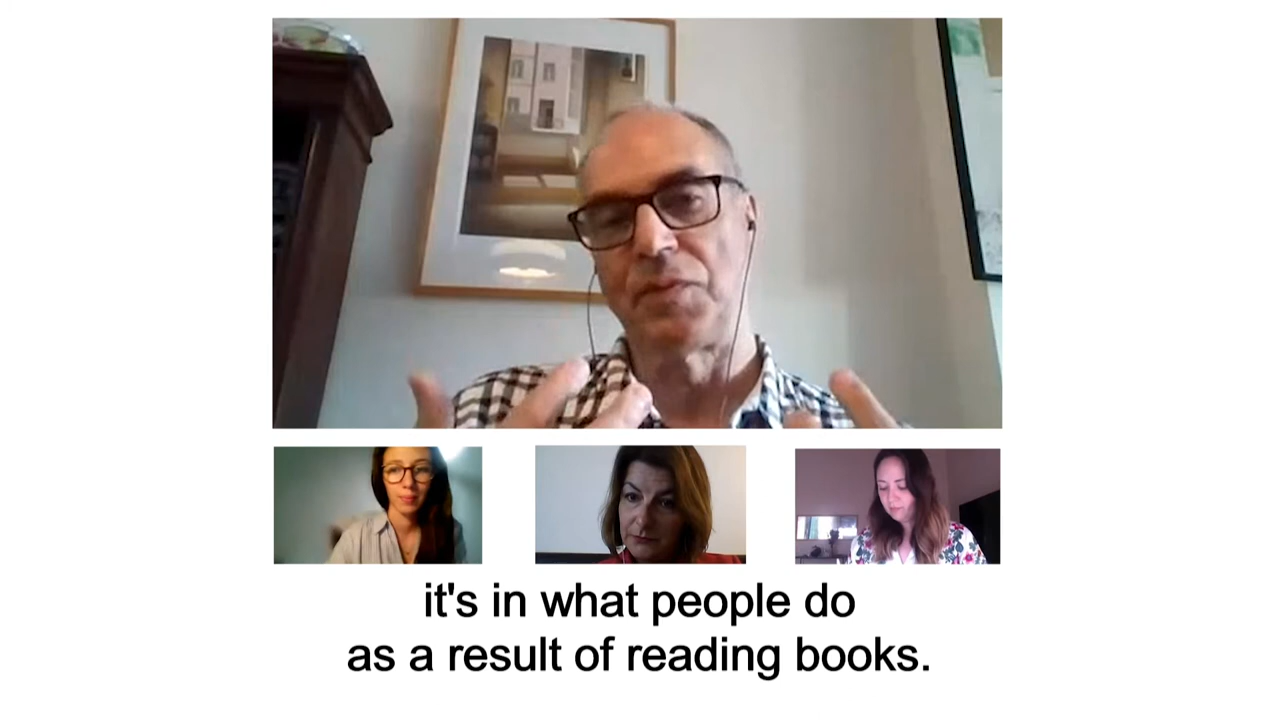 it's in what people do
as a result of reading books.